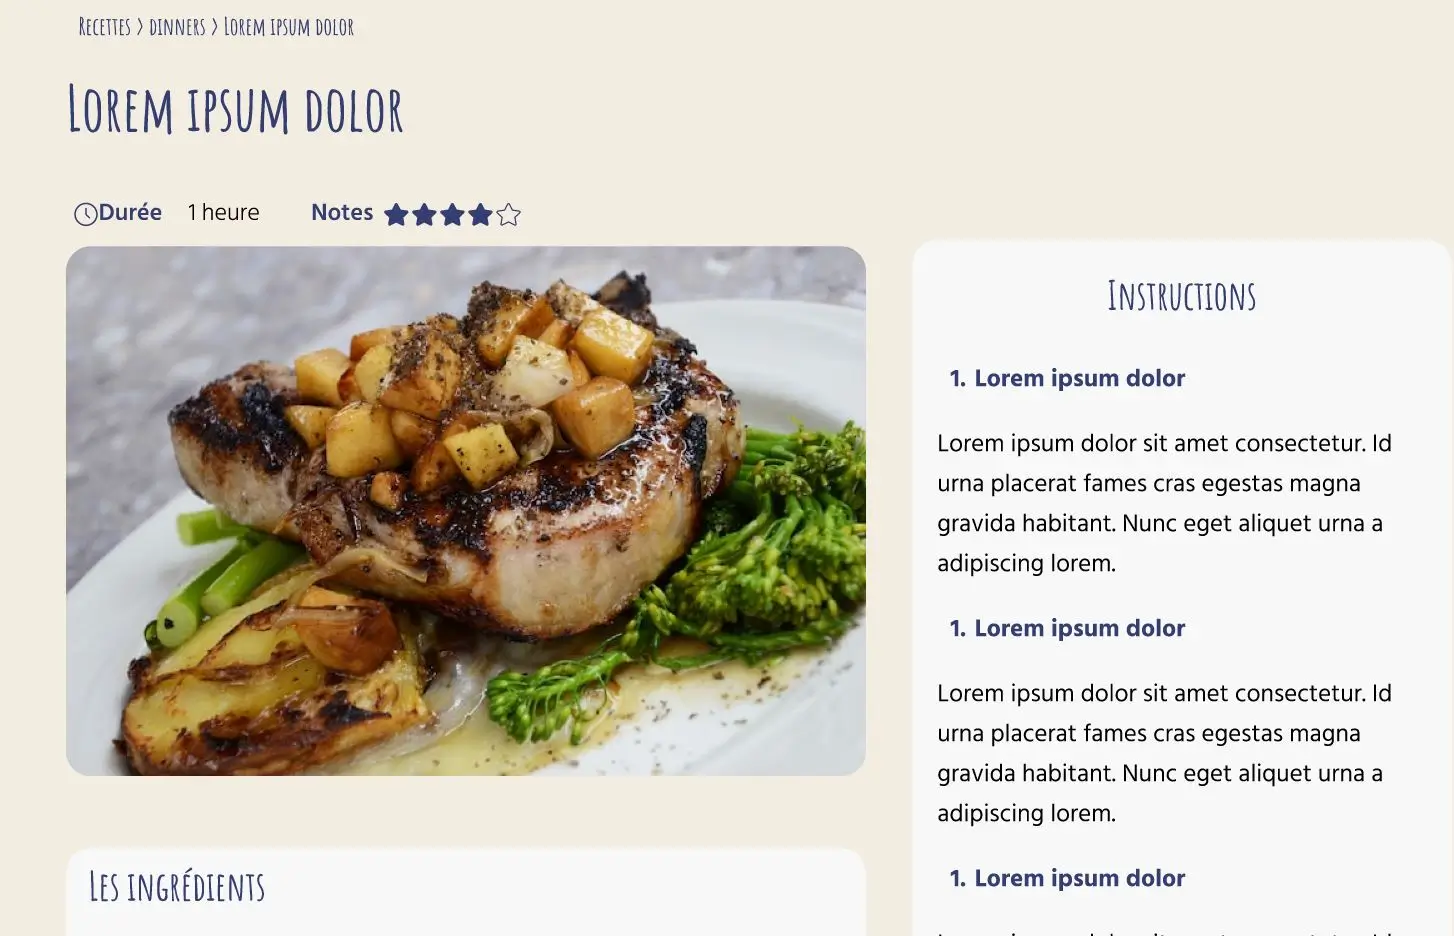 Recettes > dinners > Lorem ipsum dolor
Lorem ipsum dolor
Durée 1 heure Notes
Instructions
1. Lorem ipsum dolor
Lorem ipsum dolor sit amet consectetur. Id
urna placerat fames cras egestas magna
gravida habitant. Nunc eget aliquet urna a
adipiscing lorem.
1. Lorem ipsum dolor
Lorem ipsum dolor sit amet consectetur. Id
urna placerat fames cras egestas magna
gravida habitant. Nunc eget aliquet urna a
adipiscing lorem.
1. Lorem ipsum dolor
Les ingrédients